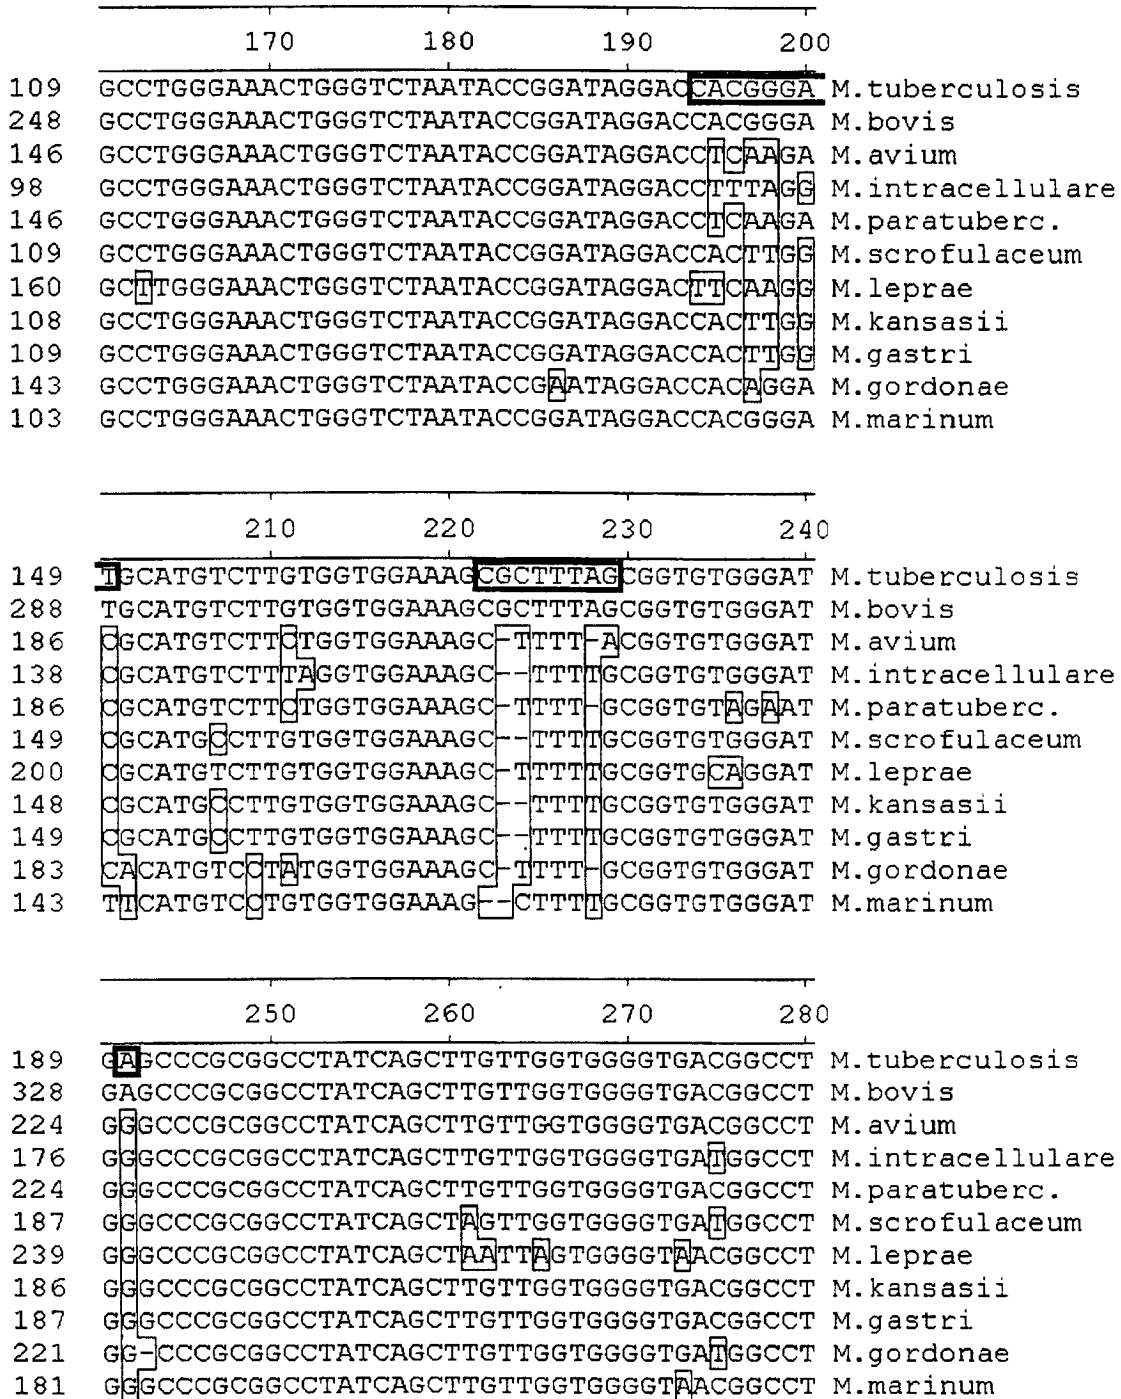 170 180 190 200
109 GCCTGGGAAACTGGGTCTAATACCGGATAGGACCACGGGA M.tuberculosis
248 GCCTGGGAAACTGGGTCTAATACCGGATAGGACCACGGGA M.bovis
146 GCCTGGGAAACTGGGTCTAATACCGGATAGGACCTCAAGA M.avium
98 GCCTGGGAAACTGGGTCTAATACCGGATAGGACCTTTAGG M.intracellulare
146 GCCTGGGAAACTGGGTCTAATACCGGATAGGACCTCAAGA M.paratuberc.
109 GCCTGGGAAACTGGGTCTAATACCGGATAGGACCACTTGG M.scrofulaceum
160 GCTTGGGAAACTGGGTCTAATACCGGATAGGACTTCAAGG M.leprae
108 GCCTGGGAAACTGGGTCTAATACCGGATAGGACCACTTGG M.kansasii
109 GCCTGGGAAACTGGGTCTAATACCGGATAGGACCACTTGG M.gastri
143 GCCTGGGAAACTGGGTCTAATACCGAATAGGACCACAGGA M.gordonae
103 GCCTGGGAAACTGGGTCTAATACCGGATAGGACCACGGGA M.marinum
210 220 230 240
149 TGCATGTCTTGTGGTGGAAAGCGCTTTAGCGGTGTGGGAT M.tuberculosis
288 TGCATGTCTTGTGGTGGAAAGCGCTTTAGCGGTGTGGGAT M.bovis
186 CGCATGTCTTCTGGTGGAAAGC-TTTT-ACGGTGTGGGAT M.avium
138 CGCATGTCTTTAGGTGGAAAGC--TTTTGCGGTGTGGGAT M.intracellulare
186 CGCATGTCTTCTGGTGGAAAGC-TTTT-GCGGTGTAGAAT M.paratuberc.
149 CGCATGCCTTGTGGTGGAAAGC--TTTTGCGGTGTGGGAT M.scrofulaceum
200 CGCATGTCTTGTGGTGGAAAGC-TTTTTGCGGTGCAGGAT M.leprae
148 CGCATGCCTTGTGGTGGAAAGC--TTTTGCGGTGTGGGAT M.kansasii
149 CGCATGCCTTGTGGTGGAAAGC--TTTTGCGGTGTGGGAT M.gastri
183 CACATGTCCTATGGTGGAAAGC-TTTT-GCGGTGTGGGAT M.gordonae
143 TTCATGTCCTGTGGTGGAAAG--CTTTTGCGGTGTGGGAT M.marinum
250 260 270 280
189 GAGCCCGCGGCCTATCAGCTTGTTGGTGGGGTGACGGCCT M.tuberculosis
328 GAGCCCGCGGCCTATCAGCTTGTTGGTGGGGTGACGGCCT M.bovis
224 GGGCCCGCGGCCTATCAGCTTGTTGGTGGGGTGACGGCCT M.avium
176 GGGCCCGCGGCCTATCAGCTTGTTGGTGGGGTGATGGCCT M.intracellulare
224 GGGCCCGCGGCCTATCAGCTTGTTGGTGGGGTGACGGCCT M.paratuberc.
187 GGGCCCGCGGCCTATCAGCTAGTTGGTGGGGTGATGGCCT M.scrofulaceum
239 GGGCCCGCGGCCTATCAGCTAATTAGTGGGGTAACGGCCT M.leprae
186 GGGCCCGCGGCCTATCAGCTTGTTGGTGGGGTGACGGCCT M.kansasii
187 GGGCCCGCGGCCTATCAGCTTGTTGGTGGGGTGACGGCCT M.gastri
221 GG-CCCGCGGCCTATCAGCTTGTTGGTGGGGTGATGGCCT M.gordonae
181 GGGCCCGCGGCCTATCAGCTTGTTGGTGGGGTAACGGCCT M.marinum